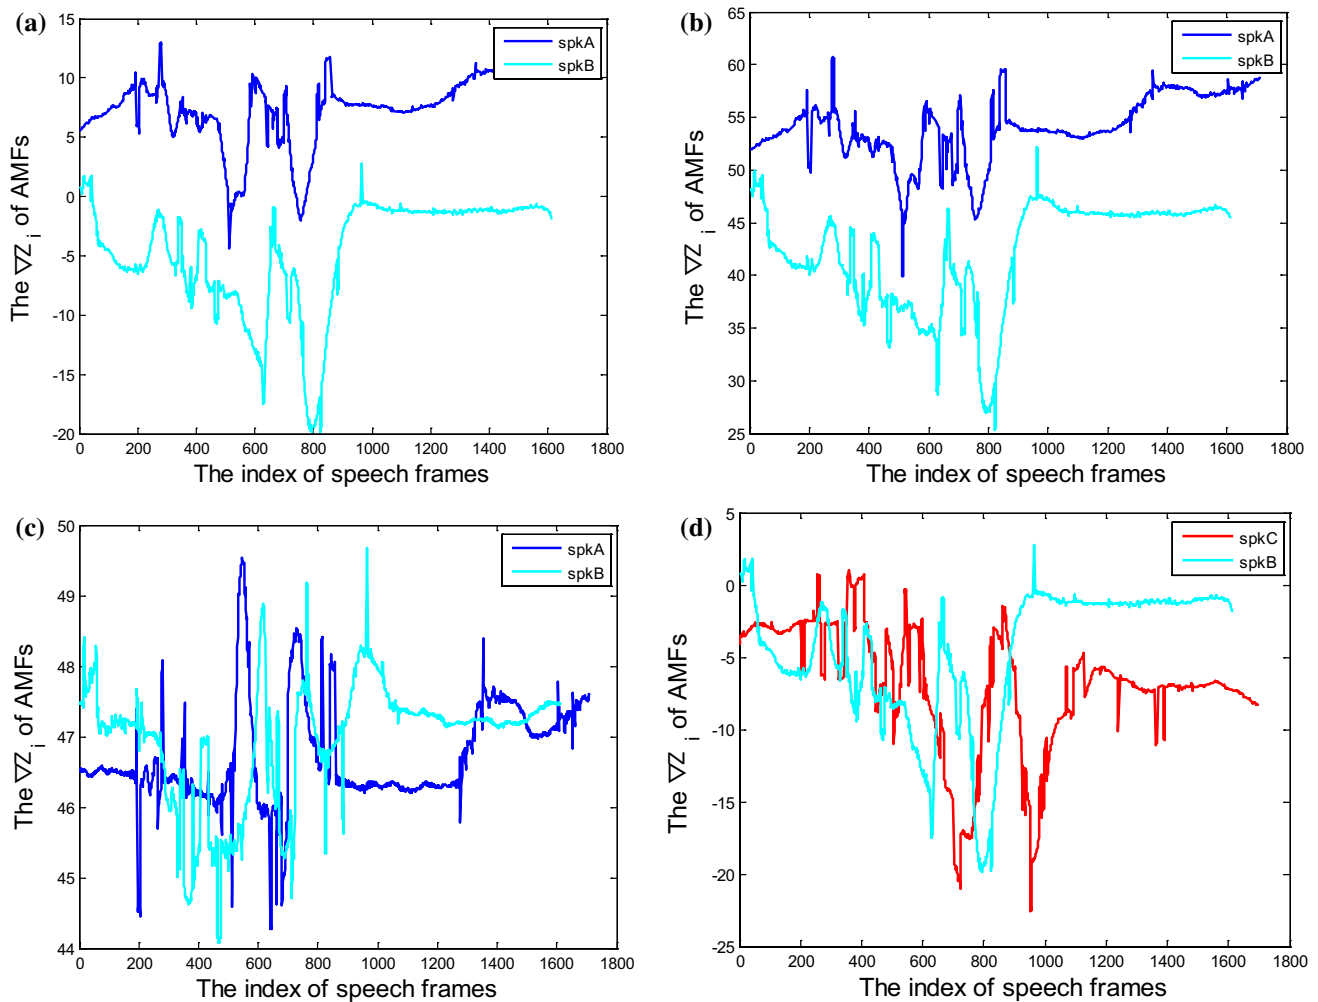 (a)
15
10
5
0
-5
-10
-15
-20
0 200 400 600 800 1000 1200 1400 1600 1800
The index of speech frames
The ∇Z i of AMFs
spkA
spkB
(b)
65
60
55
50
45
40
35
30
25
0 200 400 600 800 1000 1200 1400 1600 1800
The index of speech frames
The ∇Z i of AMFs
spkA
spkB
(c)
50
49
48
47
46
45
44
0 200 400 600 800 1000 1200 1400 1600 1800
The index of speech frames
The ∇Z i of AMFs
spkA
spkB
(d)
5
0
-5
-10
-15
-20
-25
0 200 400 600 800 1000 1200 1400 1600 1800
The index of speech frames
The ∇Z i of AMFs
spkC
spkB